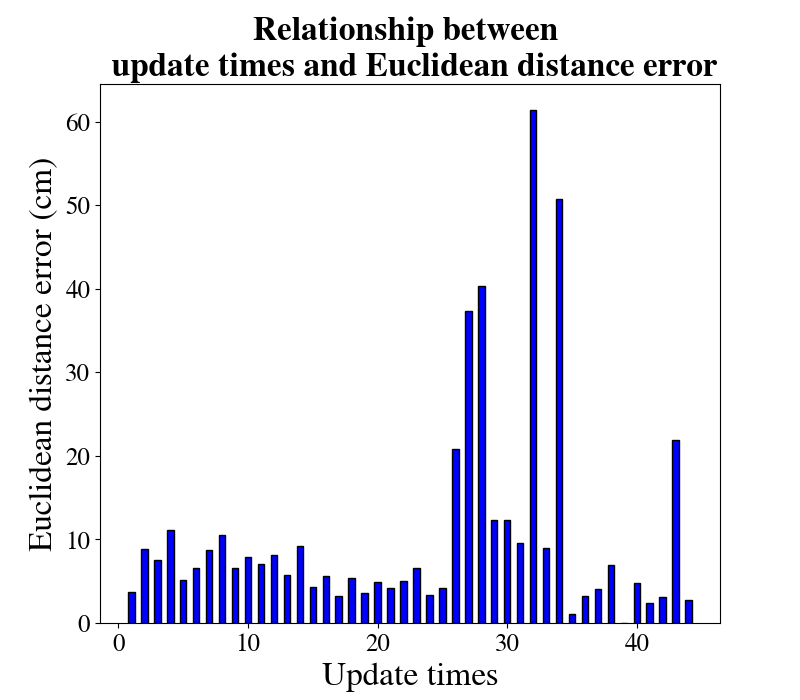 Relationship between
update times and Euclidean distance error
Euclidean distance error (cm)
60
50
40
30
20
10
0
0 10 20 30 40
Update times